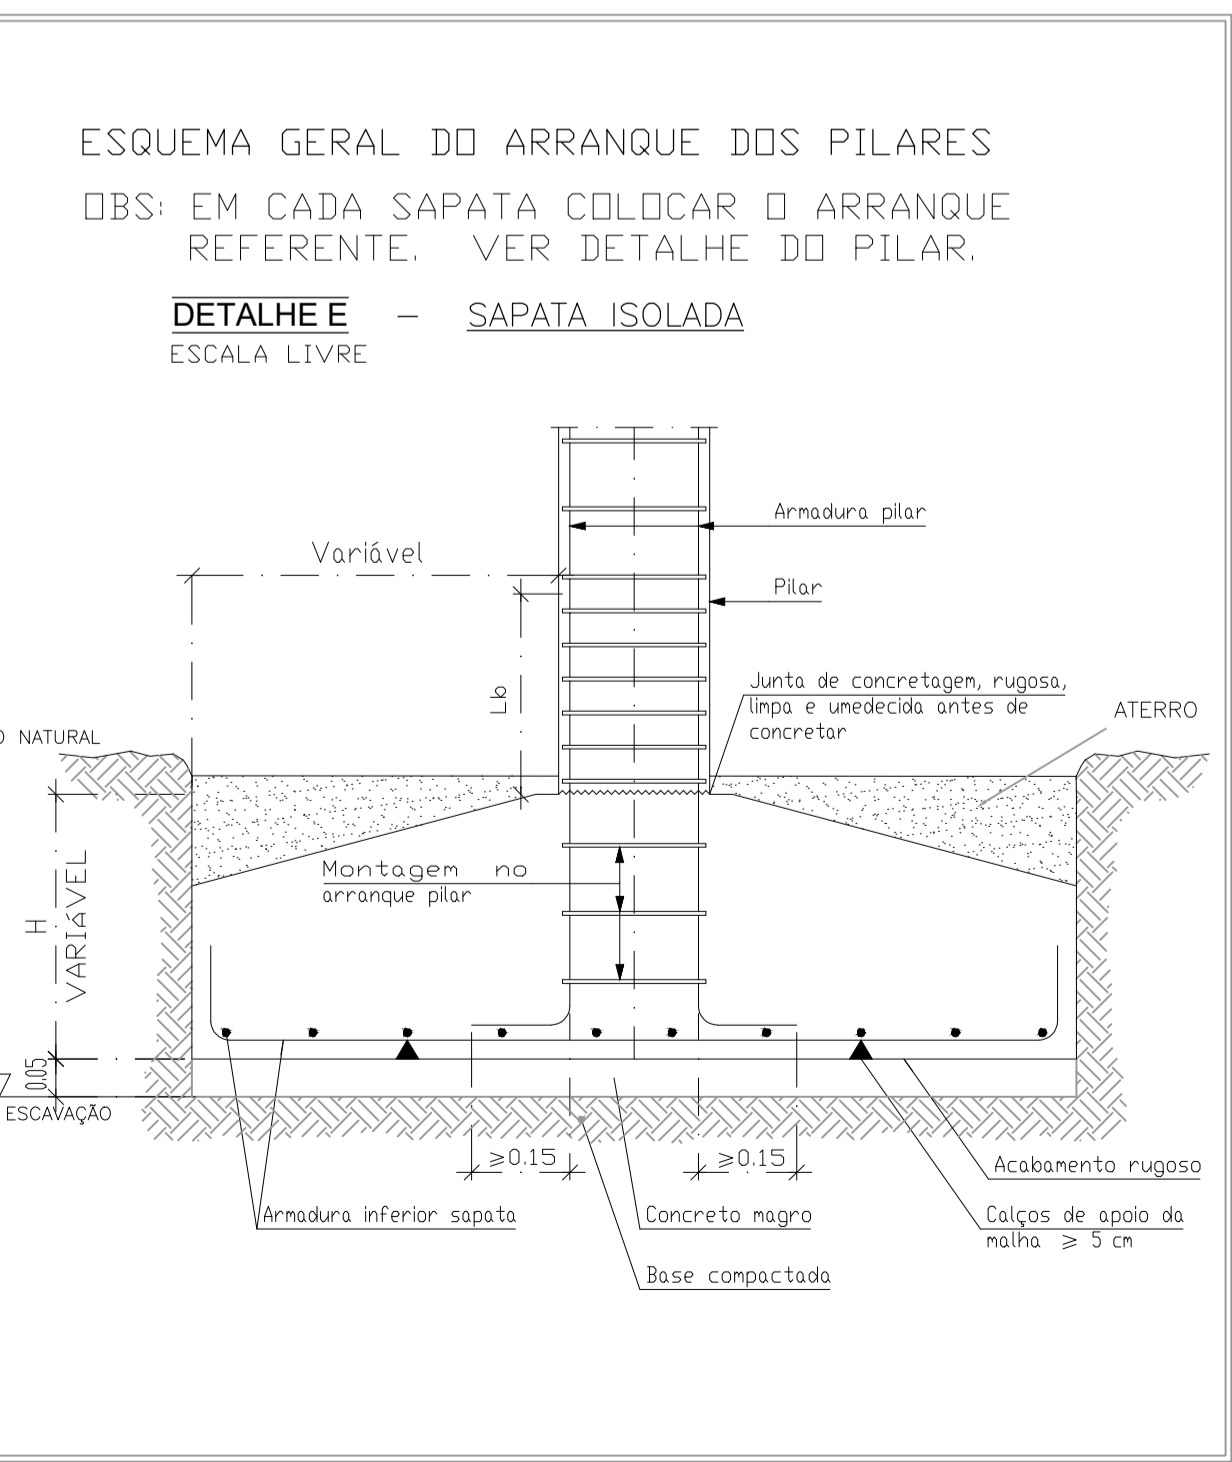 ESQUEMA GERAL DO ARRANQUE DOS PILARES
OBS: EM CADA SAPATA COLOCAR O ARRANQUE
REFERENTE. VER DETALHE DO PILAR.
DETALHE E - SAPATA ISOLADA
ESCALA LIVRE
Armadura pilar
Variável
Pilar
Lb
Junta de concretagem, rugosa,
limpa e umedecida antes de
concretar
ATERRO
O NATURAL
Montagem no
arranque pilar
H
VARIÁVEL
0.05
ESCAVAÇÃO
≥0.15
≥0.15
Acabamento rugoso
Armadura inferior sapata
Concreto magro
Calços de apoio da
malha ≥ 5 cm
Base compactada